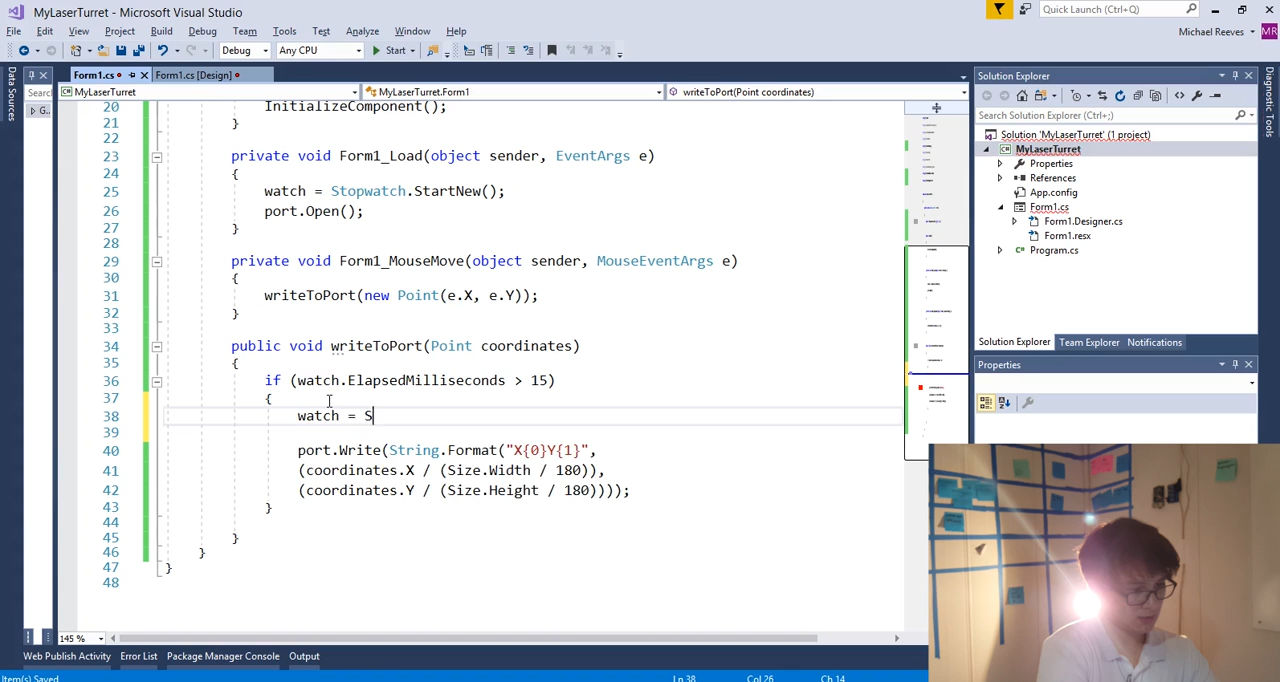 MyLaserTurret - Microsoft Visual Studio
Quick Launch (Ctrl+Q)
File Edit View Project Build Debug Team Tools Test Analyze Window Help
Michael Reeves MR
Debug Any CPU Start
Data Sources
Form1.cs Form1.cs [Design]
Searc
MyLaserTurret MyLaserTurret.Form1 writeToPort(Point coordinates)
G..
20 InitializeComponent();
21 }
22
23 private void Form1_Load(object sender, EventArgs e)
24 {
25 watch = Stopwatch.StartNew();
26 port.Open();
27 }
28
29 private void Form1_MouseMove(object sender, MouseEventArgs e)
30 {
31 writeToPort(new Point(e.X, e.Y));
32 }
33
34 public void writeToPort(Point coordinates)
35 {
36 if (watch.ElapsedMilliseconds > 15)
37 {
38 watch = S
39
40 port.Write(String.Format("X{0}Y{1}",
41 (coordinates.X / (Size.Width / 180)),
42 (coordinates.Y / (Size.Height / 180))));
43 }
44
45 }
46 }
47 }
48
145 %
Web Publish Activity Error List Package Manager Console Output
Item(s) Saved Ln 38 Col 26 Ch 14
Solution Explorer
Search Solution Explorer (Ctrl+;)
Solution 'MyLaserTurret' (1 project)
MyLaserTurret
Properties
References
App.config
Form1.cs
Form1.Designer.cs
Form1.resx
Program.cs
Solution Explorer Team Explorer Notifications
Properties
Diagnostic Tools